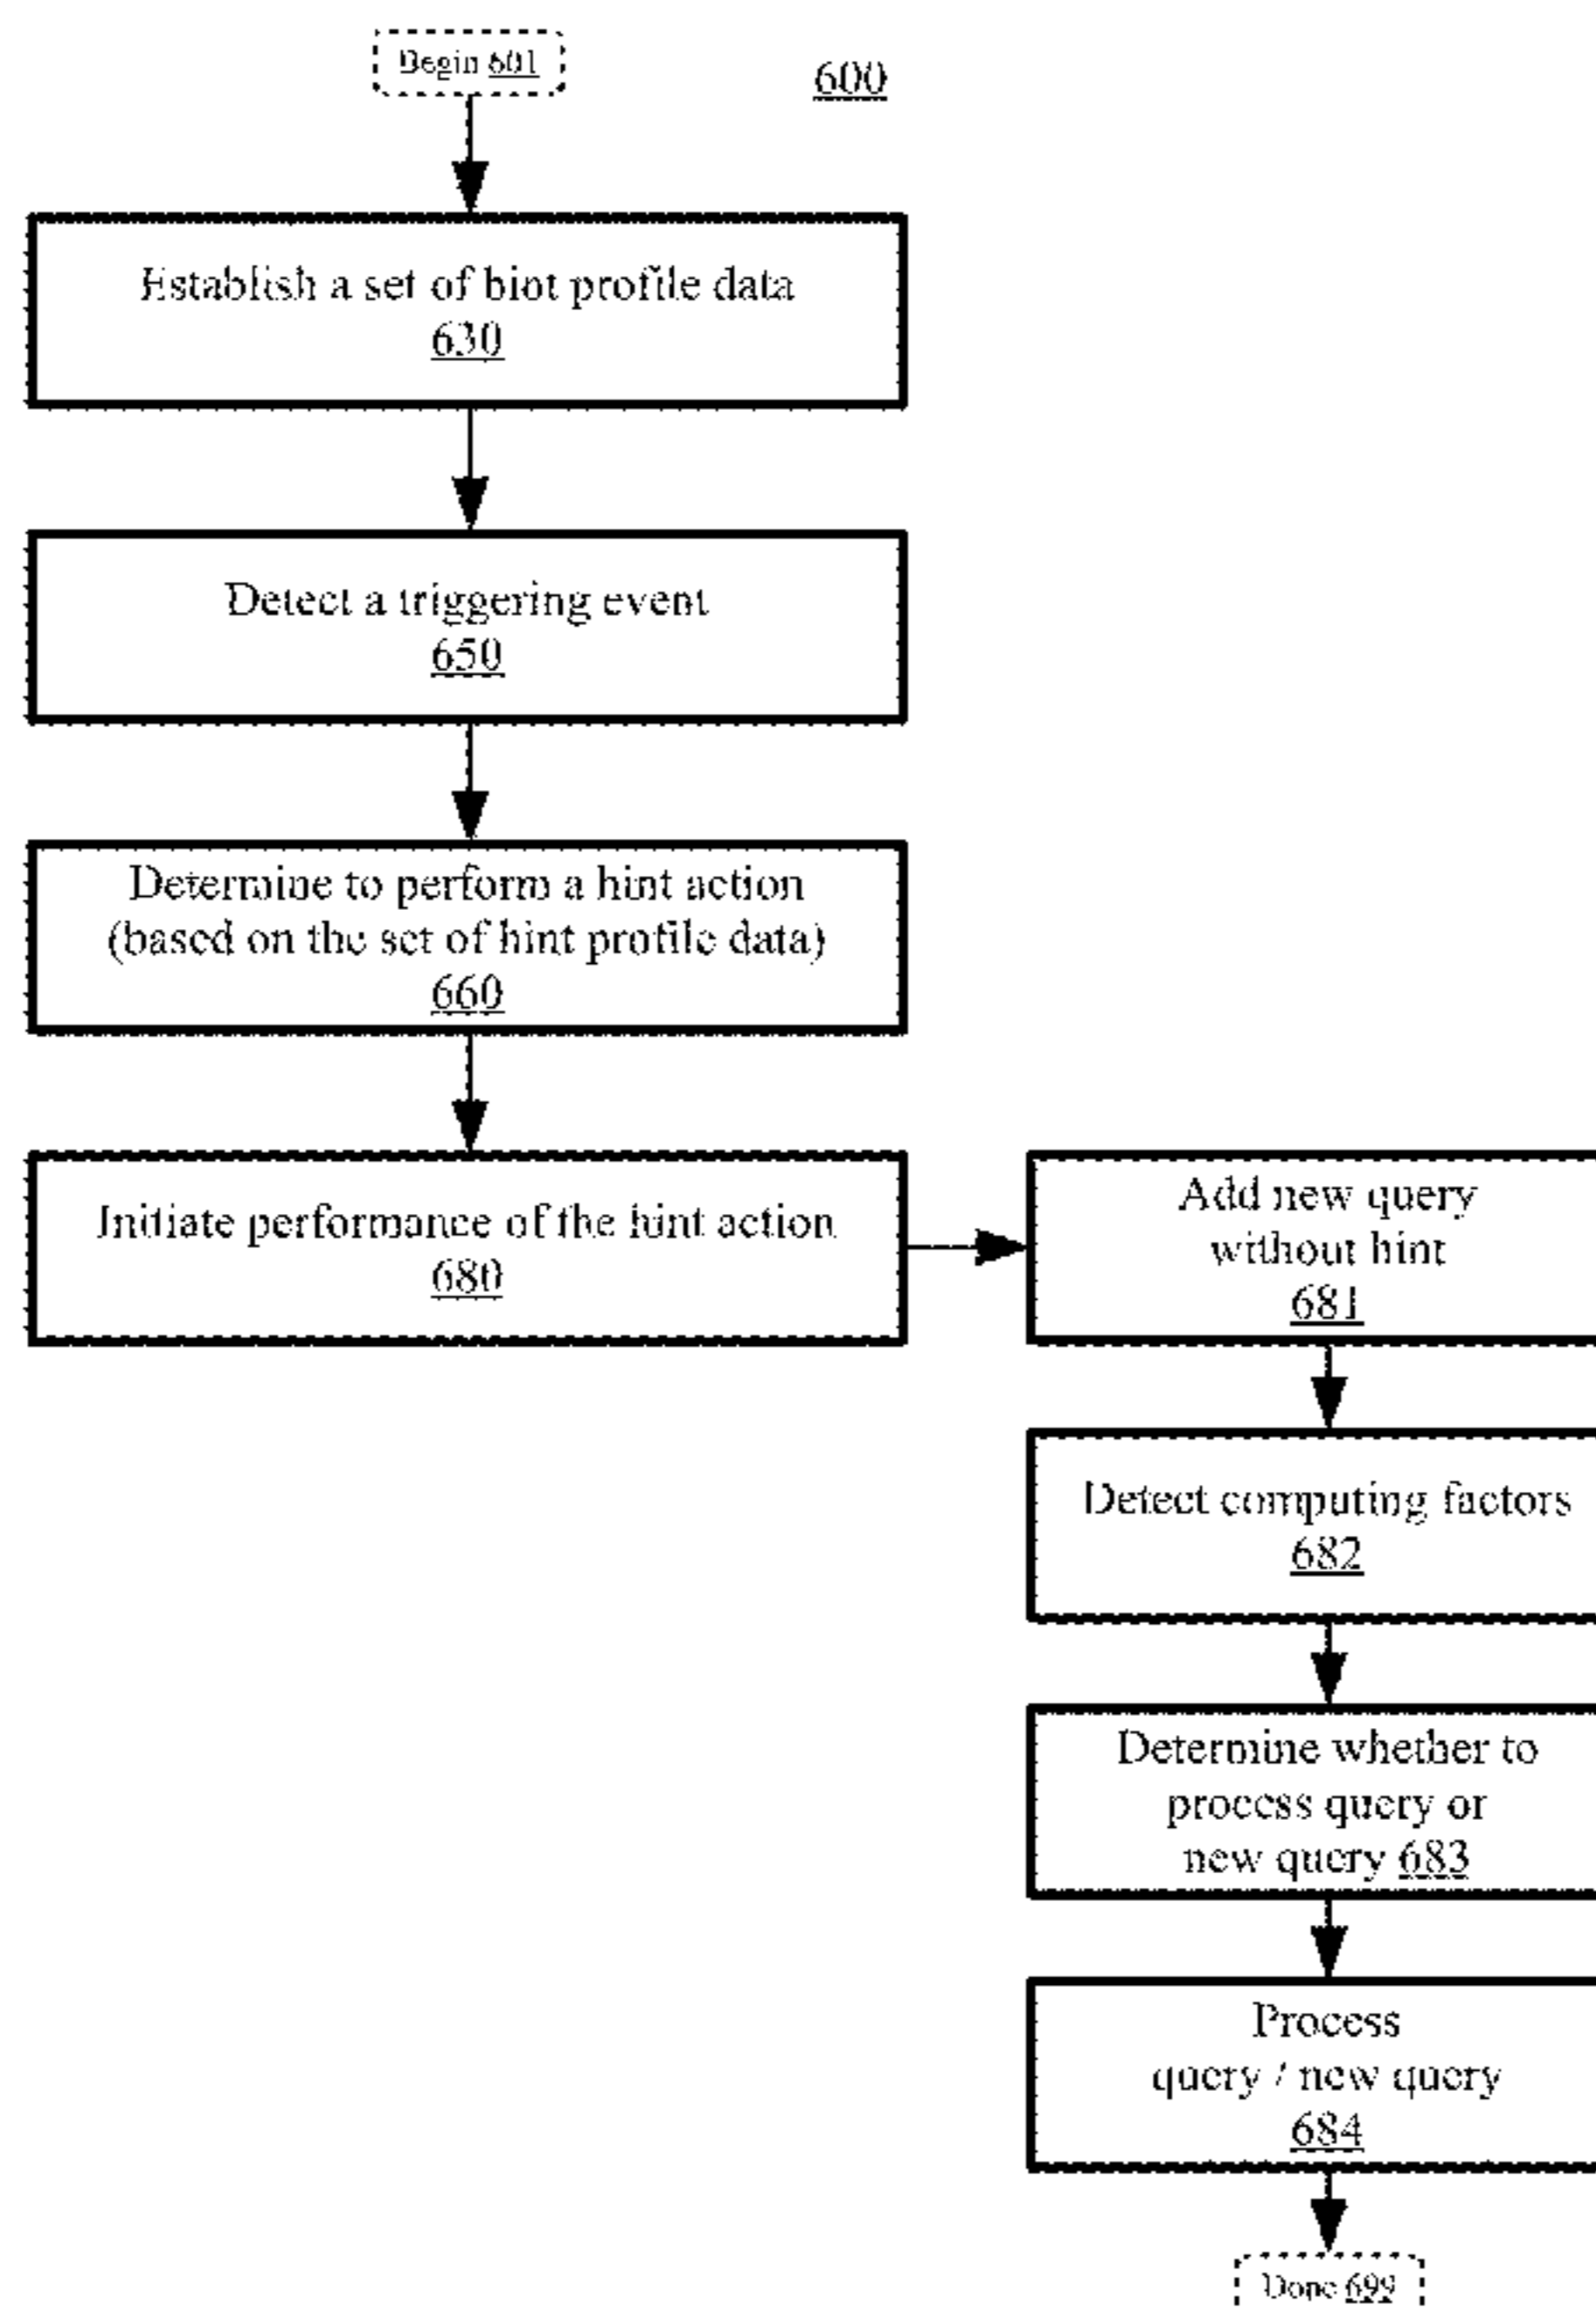 Begin 601
600
Establish a set of hint profile data
630
Detect a triggering event
650
Determine to perform a hint action
(based on the set of hint profile data)
660
Initiate performance of the hint action
680
Add new query
without hint
681
Detect computing factors
682
Determine whether to
process query or
new query 683
Process
query / new query
684
Done 699